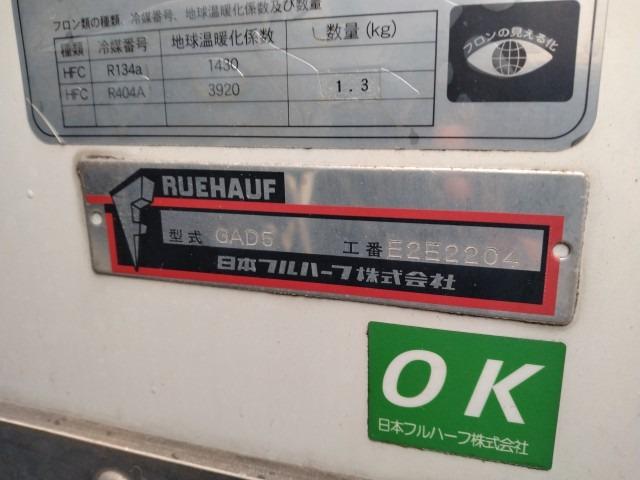 フロン類の種類、冷媒番号、地球温暖化係数及び数量
種類 冷媒番号 地球温暖化係数 数量 (kg)
HFC R134a 1430
HFC R404A 3920 1.3
フロンの見える化
RUEHAUF
型式 GAD5 工番 E2E2204
日本フルハーフ株式会社
OK
日本フルハーフ株式会社